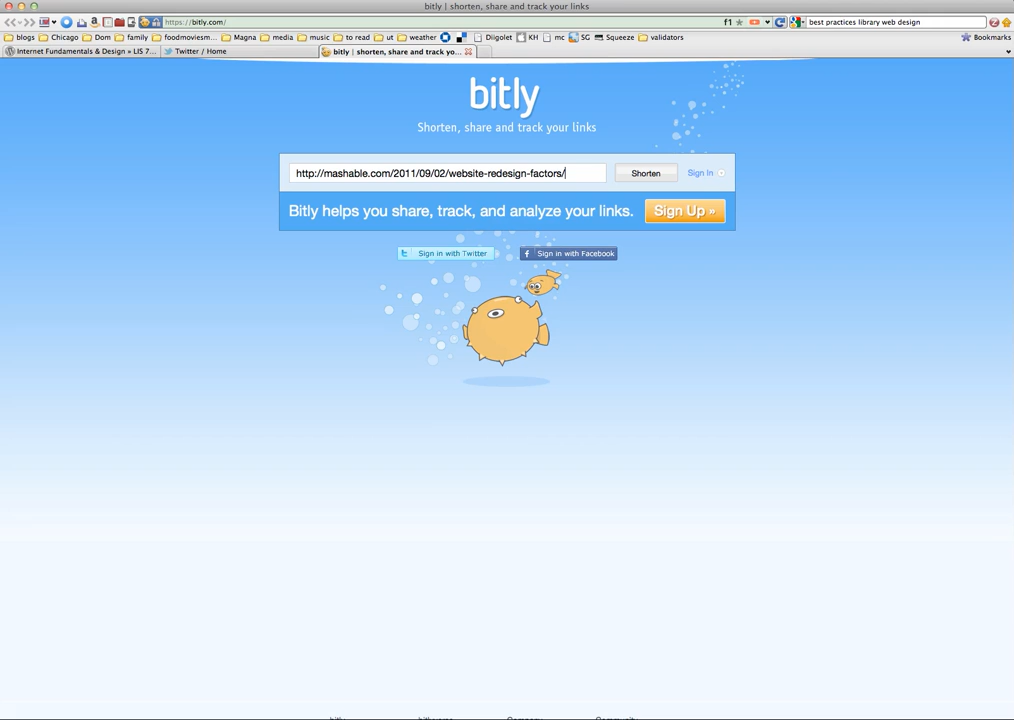 bitly | shorten, share and track your links
https://bitly.com/
f1
best practices library web design
blogs Chicago Dom family foodmoviesm... Magna media music to read ut weather Diigolet KH mc SG Squeeze validators Bookmarks
Internet Fundamentals & Design » LIS 7... Twitter / Home bitly | shorten, share and track yo...
bitly
Shorten, share and track your links
http://mashable.com/2011/09/02/website-redesign-factors/ Shorten Sign In
Bitly helps you share, track, and analyze your links. Sign Up »
Sign in with Twitter Sign in with Facebook